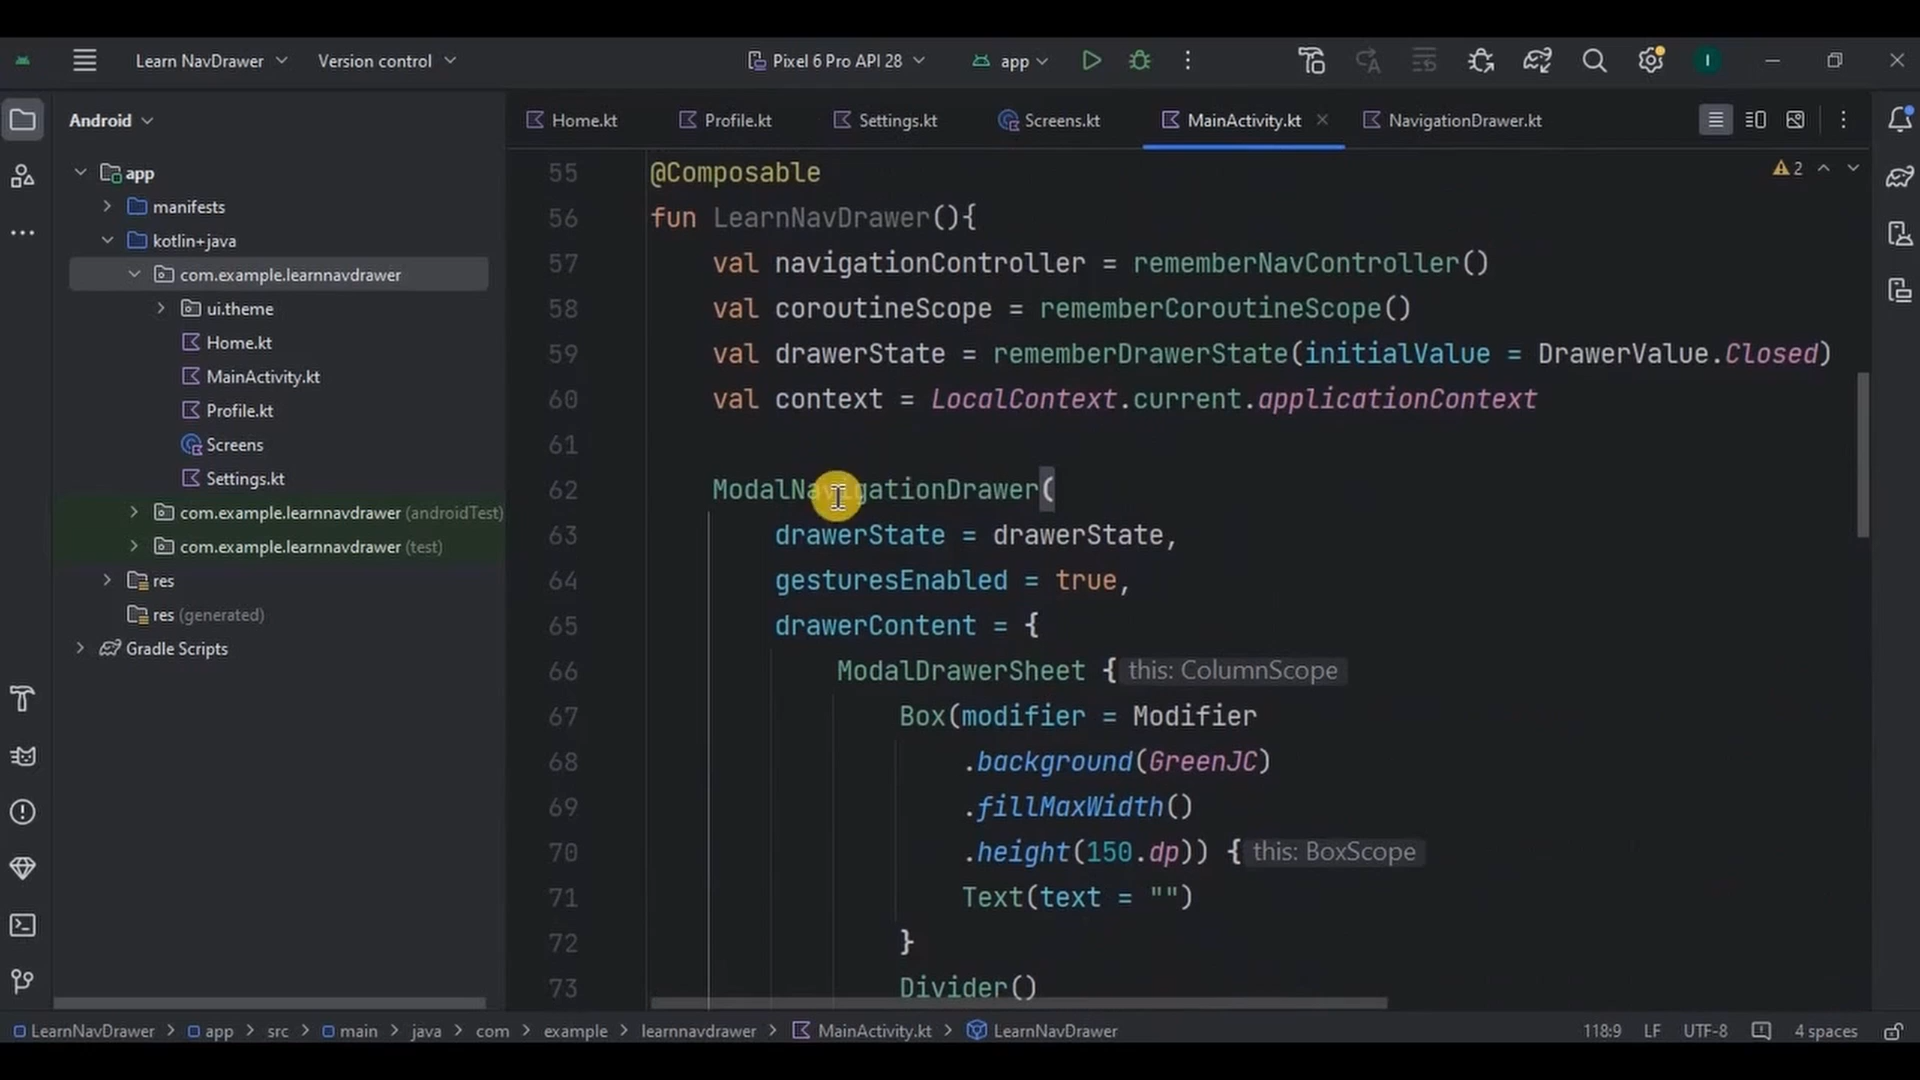 Learn NavDrawer
Version control
Pixel 6 Pro API 28
app
I
Android
Home.kt
Profile.kt
Settings.kt
Screens.kt
MainActivity.kt
NavigationDrawer.kt
app
manifests
kotlin+java
com.example.learnnavdrawer
ui.theme
Home.kt
MainActivity.kt
Profile.kt
Screens
Settings.kt
com.example.learnnavdrawer (androidTest)
com.example.learnnavdrawer (test)
res
res (generated)
Gradle Scripts
2
55 @Composable
56 fun LearnNavDrawer(){
57 val navigationController = rememberNavController()
58 val coroutineScope = rememberCoroutineScope()
59 val drawerState = rememberDrawerState(initialValue = DrawerValue.Closed)
60 val context = LocalContext.current.applicationContext
61
62 ModalNavigationDrawer(
63 drawerState = drawerState,
64 gesturesEnabled = true,
65 drawerContent = {
66 ModalDrawerSheet { this: ColumnScope
67 Box(modifier = Modifier
68 .background(GreenJC)
69 .fillMaxWidth()
70 .height(150.dp)) { this: BoxScope
71 Text(text = "")
72 }
73 Divider()
LearnNavDrawer > app > src > main > java > com > example > learnnavdrawer > MainActivity.kt > LearnNavDrawer
118:9 LF UTF-8 4 spaces